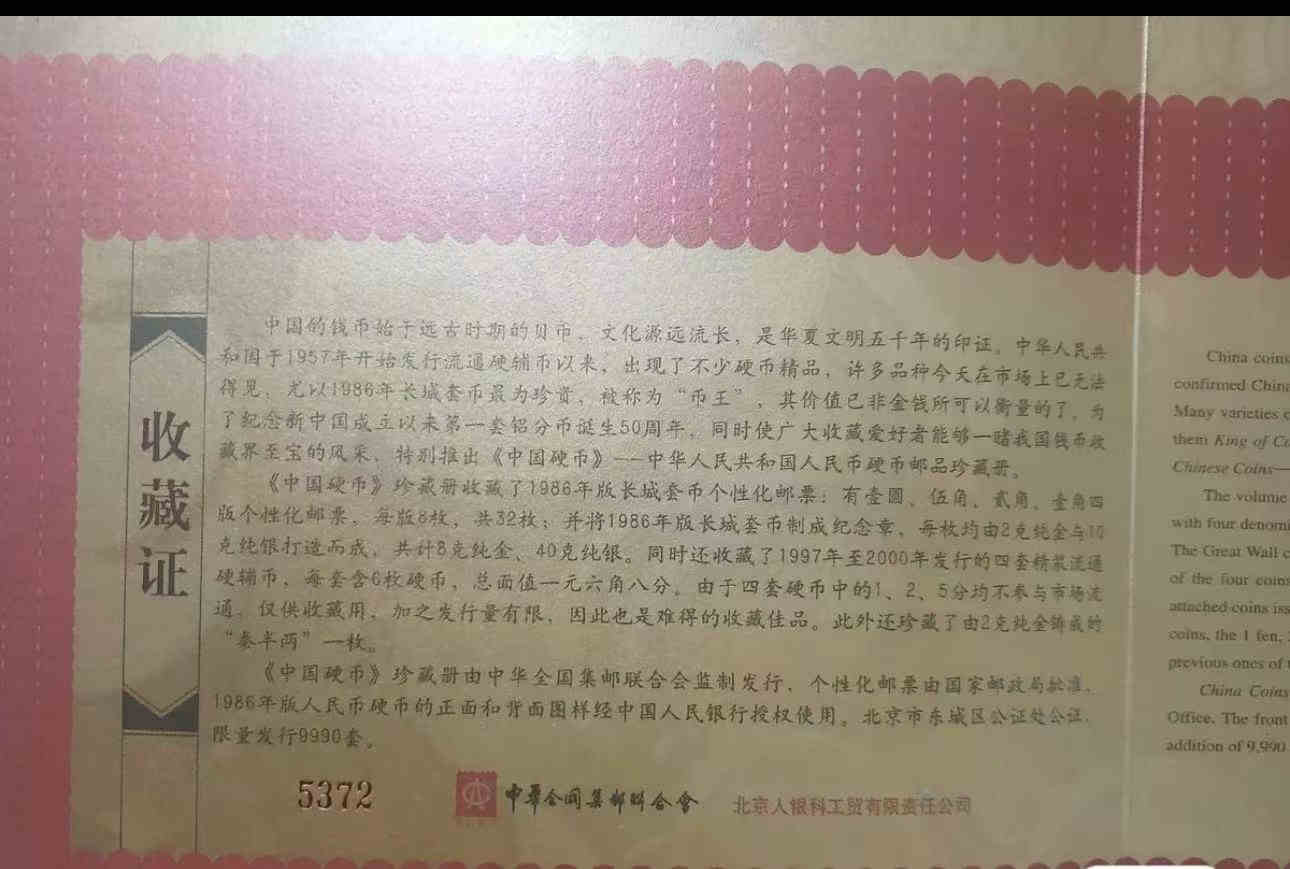 收藏证
中国的钱币始于远古时期的贝币，文化源远流长，是华夏文明五千年的印证。中华人民共
和国于1957年开始发行流通硬辅币以来，出现了不少硬币精品，许多品种今天在市场上已无法
得见，尤以1986年长城套币最为珍贵，被称为“币王”，其价值已非金钱所可以衡量的了。为
了纪念新中国成立以来第一套铝分币诞生50周年，同时使广大收藏爱好者能够一睹我国钱币收
藏界至宝的风采，特别推出《中国硬币》--中华人民共和国人民币硬币邮品珍藏册。
《中国硬币》珍藏册收藏了1986年版长城套币个性化邮票：有壹圆、伍角、贰角、壹角四
版个性化邮票，每版8枚，共32枚；并将1986年版长城套币制成纪念章，每枚均由2克纯金与10
克纯银打造而成，共计8克纯金、40克纯银。同时还收藏了1997年至2000年发行的四套精装流通
硬辅币，每套含6枚硬币，总面值一元六角八分。由于四套硬币中的1、2、5分均不参与市场流
通，仅供收藏用，加之发行量有限，因此也是难得的收藏佳品。此外还珍藏了由2克纯金铸成的
“秦半两”一枚。
《中国硬币》珍藏册由中华全国集邮联合会监制发行，个性化邮票由国家邮政局批准，
1986年版人民币硬币的正面和背面图样经中国人民银行授权使用。北京市东城区公证处公证，
限量发行9990套。
5372
中华全国集邮联合会
北京人银科工贸有限责任公司
China coins
confirmed China
Many varieties
them King of
Chinese Coins—
The volume
with four
The Great Wall
of the four coins
attached coins
coins, the 1 fen,
previous ones of
China Coins
Office. The front
addition of 9,990